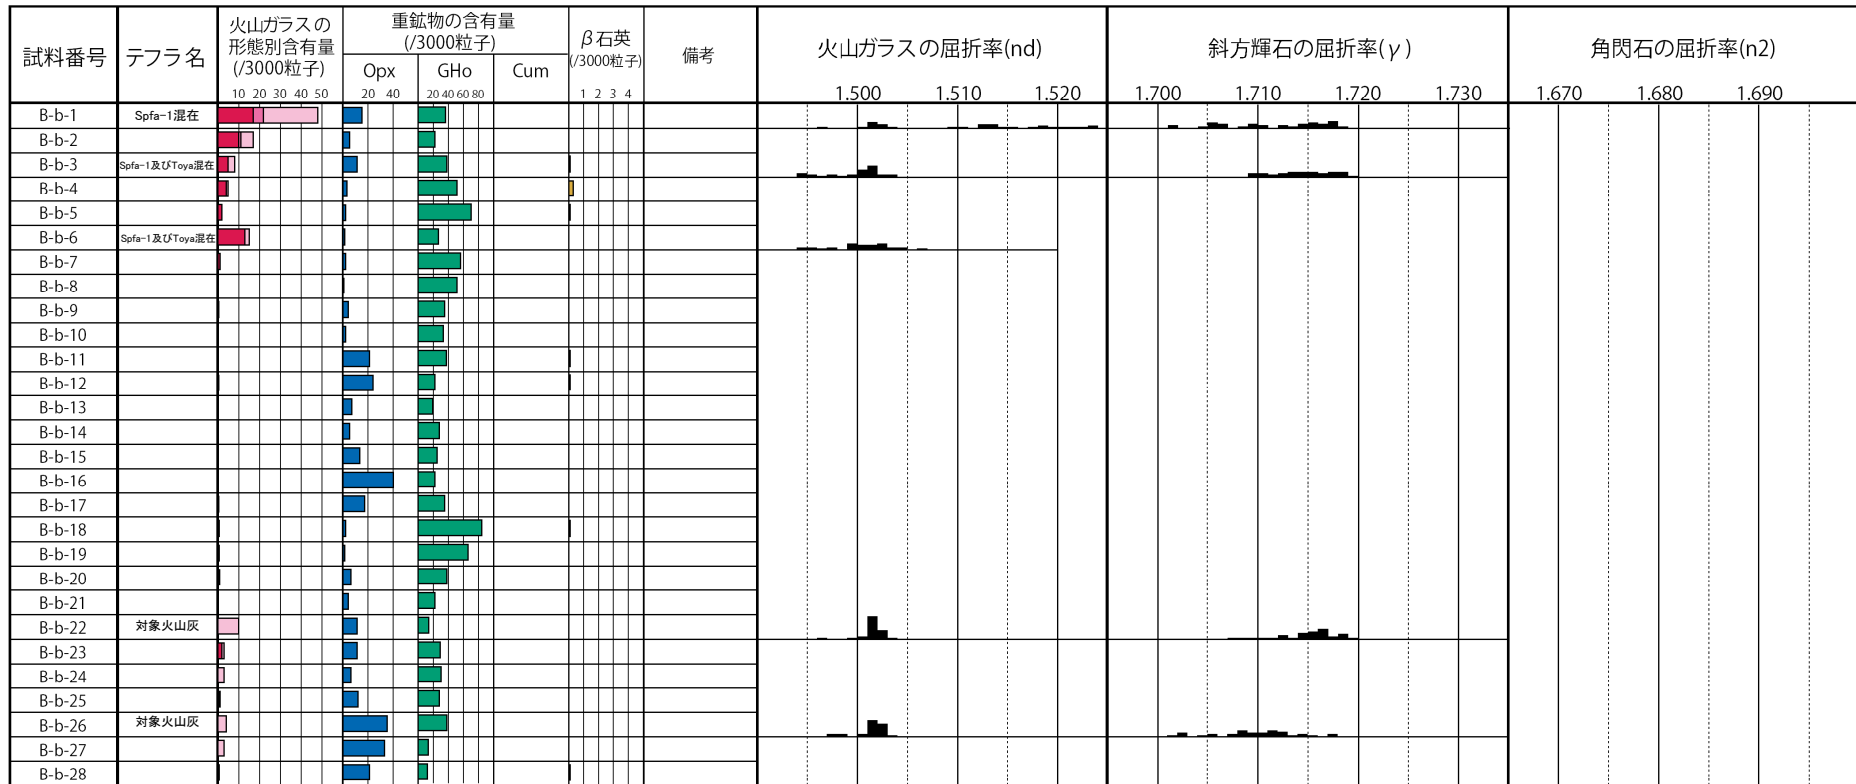 試料番号
テフラ名
火山ガラスの
形態別含有量
(/3000粒子)
10 20 30 40 50
重鉱物の含有量
(/3000粒子)
Opx
20 40
GHo
20 40 60 80
Cum
β石英
(/3000粒子)
1 2 3 4
備考
火山ガラスの屈折率(nd)
1.500 1.510 1.520
斜方輝石の屈折率(γ)
1.700 1.710 1.720 1.730
角閃石の屈折率(n2)
1.670 1.680 1.690
B-b-1 Spfa-1混在
B-b-2
B-b-3 Spfa-1及びToya混在
B-b-4
B-b-5
B-b-6 Spfa-1及びToya混在
B-b-7
B-b-8
B-b-9
B-b-10
B-b-11
B-b-12
B-b-13
B-b-14
B-b-15
B-b-16
B-b-17
B-b-18
B-b-19
B-b-20
B-b-21
B-b-22 対象火山灰
B-b-23
B-b-24
B-b-25
B-b-26 対象火山灰
B-b-27
B-b-28